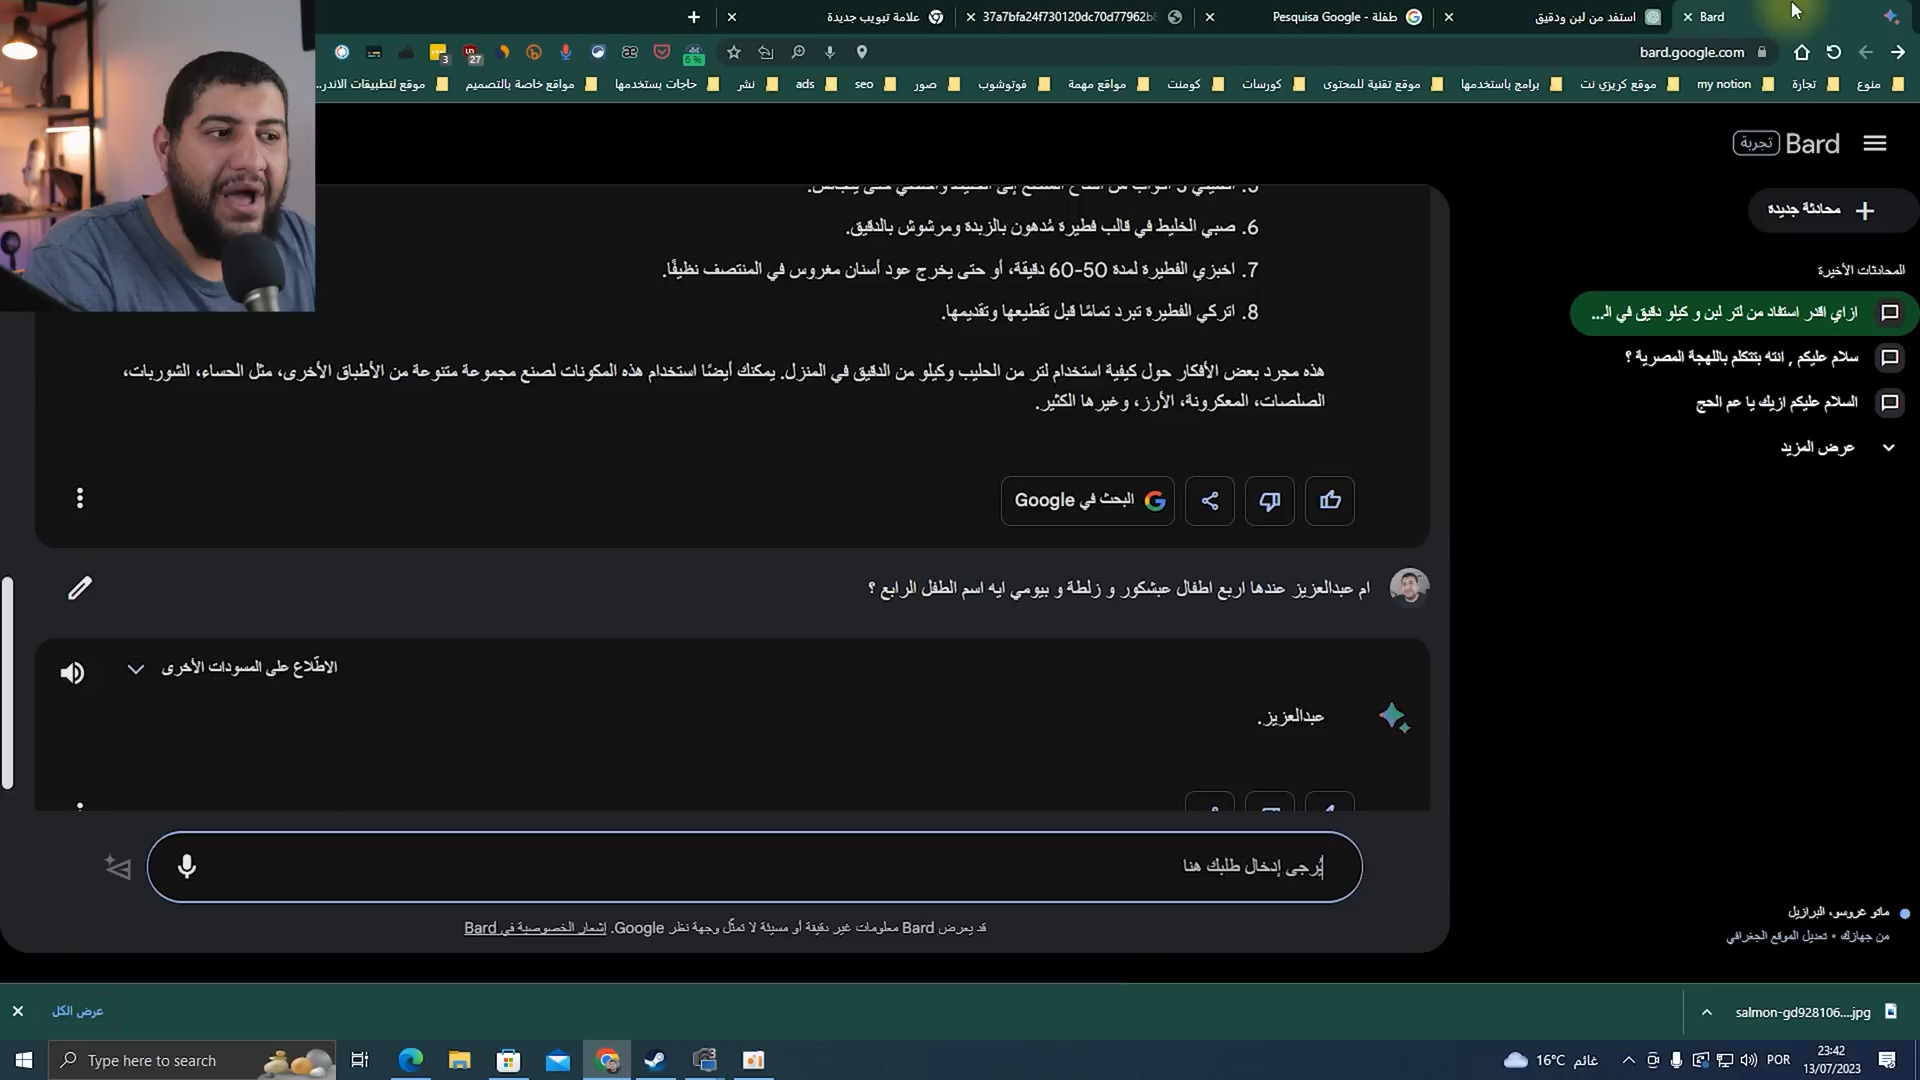 Bard
استفد من لبن ودقيق
طفلة - Pesquisa Google
37a7bfa24f730120dc70d77962b8
علامة تبويب جديدة
bard.google.com
6 %
27
3
منوع
تجارة
my notion
موقع كريزي نت
برامج باستخدمها
موقع تقنية للمحتوى
كورسات
كومنت
مواقع مهمة
فوتوشوب
صور
seo
ads
نشر
حاجات بستخدمها
مواقع خاصة بالتصميم
موقع لتطبيقات الاندر...
Bard
تجربة
محادثة جديدة
المحادثات الأخيرة
ازاي اقدر استفاد من لتر لبن و كيلو دقيق في الـ...
سلام عليكم , انته بتتكلم باللهجة المصرية ؟
السلام عليكم ازيك يا عم الحج
عرض المزيد
6. صبي الخليط في قالب فطيرة مُدهون بالزبدة ومرشوش بالدقيق.
7. اخبزي الفطيرة لمدة 50-60 دقيقة، أو حتى يخرج عود أسنان مغروس في المنتصف نظيفًا.
8. اتركي الفطيرة تبرد تمامًا قبل تقطيعها وتقديمها.
هذه مجرد بعض الأفكار حول كيفية استخدام لتر من الحليب وكيلو من الدقيق في المنزل. يمكنك أيضًا استخدام هذه المكونات لصنع مجموعة متنوعة من الأطباق الأخرى، مثل الحساء، الشوربات،
الصلصات، المعكرونة، الأرز، وغيرها الكثير.
البحث في Google
ام عبدالعزيز عندها اربع اطفال عبشكور و زلطة و بيومي ايه اسم الطفل الرابع ؟
الاطّلاع على المسودات الأخرى
عبدالعزيز.
يُرجى إدخال طلبك هنا
قد يعرض Bard معلومات غير دقيقة أو مسيئة لا تمثّل وجهة نظر Google. إشعار الخصوصية في Bard
ماتو غروسو، البرازيل
من جهازك • تعديل الموقع الجغرافي
عرض الكل
salmon-gd928106....jpg
Type here to search
16°C غائم
POR
23:42
13/07/2023